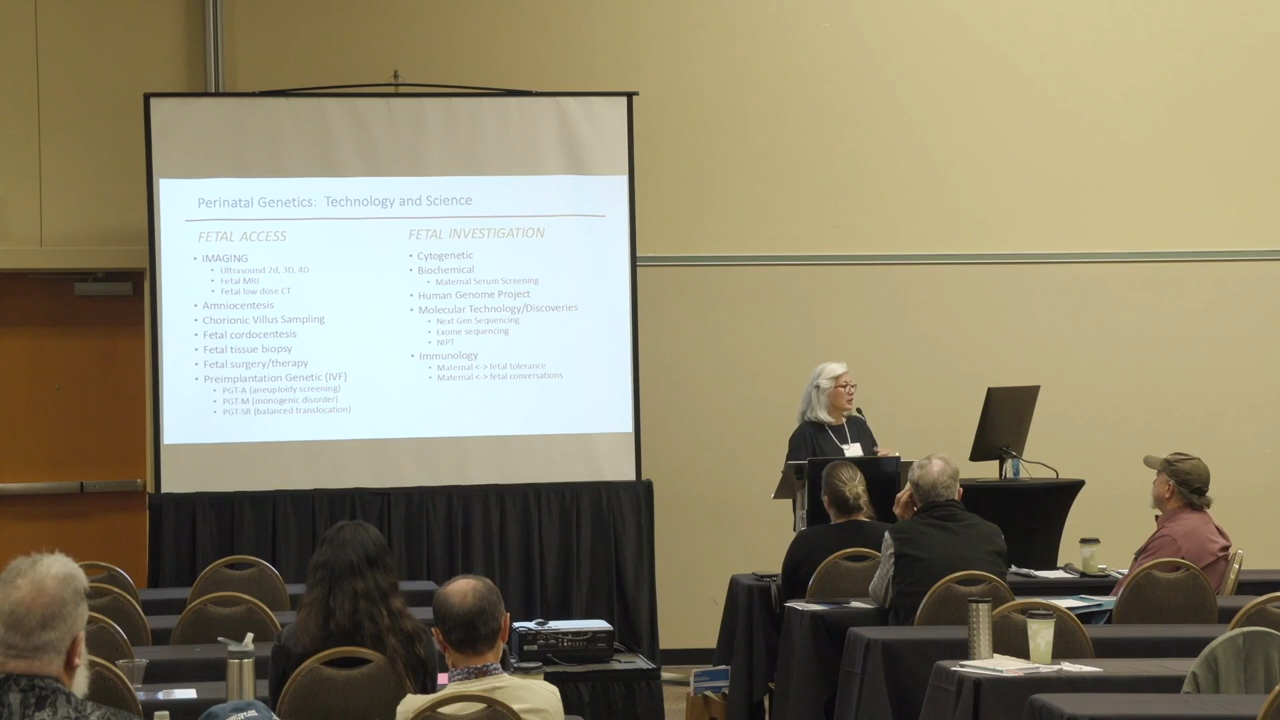 Perinatal Genetics: Technology and Science
FETAL ACCESS
• IMAGING
• Ultrasound 2d, 3D, 4D
• Fetal MRI
• Fetal low dose CT
• Amniocentesis
• Chorionic Villus Sampling
• Fetal cordocentesis
• Fetal tissue biopsy
• Fetal surgery/therapy
• Preimplantation Genetic (IVF)
• PGT-A (aneuploidy screening)
• PGT-M (monogenic disorder)
• PGT-SR (balanced translocation)
FETAL INVESTIGATION
• Cytogenetic
• Biochemical
• Maternal Serum Screening
• Human Genome Project
• Molecular Technology/Discoveries
• Next Gen Sequencing
• Exome sequencing
• NIPT
• Immunology
• Maternal <-> fetal tolerance
• Maternal <-> fetal conversations